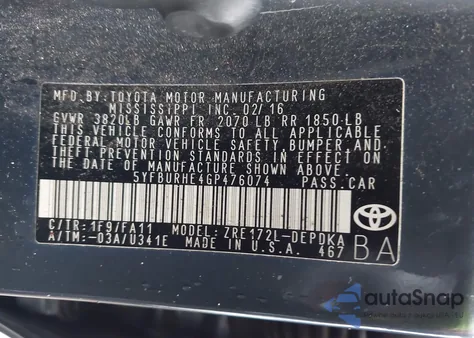 MFD.BY:TOYOTA MOTOR MANUFACTURING
MISSISSIPPI INC. 02/16
GVWR 3820LB GAWR FR 2070 LB RR 1850 LB
THIS VEHICLE CONFORMS TO ALL APPLICABLE
FEDERAL MOTOR VEHICLE SAFETY, BUMPER, AND
THEFT PREVENTION STANDARDS IN EFFECT ON
THE DATE OF MANUFACTURE SHOWN ABOVE.
5YFBURHE4GP476074 PASS.CAR
C/TR:1F9/FA11 ZRE172L-DEPDKA
A/TM:-03A/U341E MADE IN U.S.A. 467
BA
autoSnap